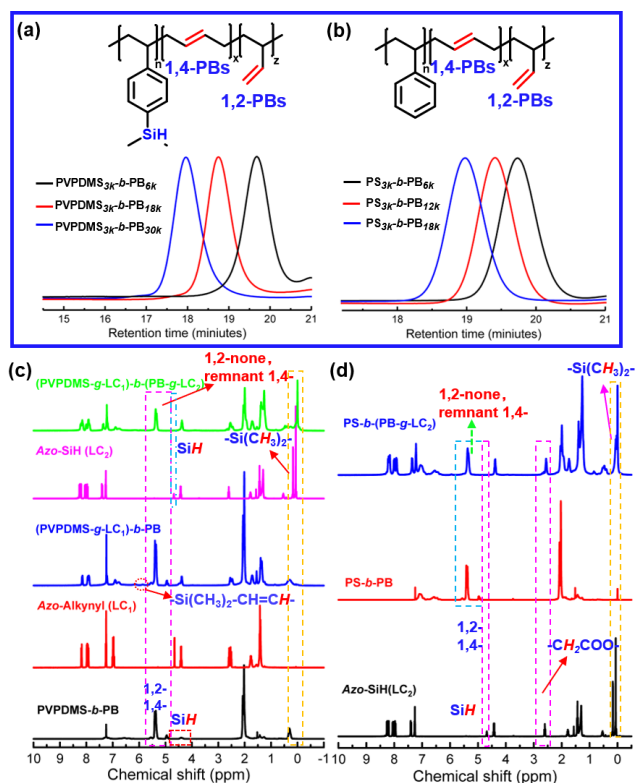 (a)
n
1,4-PBs
x
z
1,2-PBs
SiH
PVPDMS3k-b-PB6k
PVPDMS3k-b-PB18k
PVPDMS3k-b-PB30k
15 16 17 18 19 20 21
Retention time (miniutes)
(b)
n
1,4-PBs
x
z
1,2-PBs
PS3k-b-PB6k
PS3k-b-PB12k
PS3k-b-PB18k
18 19 20 21
Retention time (miniutes)
(c)
1,2-none,
remnant 1,4-
(PVPDMS-g-LC1)-b-(PB-g-LC2)
-Si(CH3)2-
SiH
Azo-SiH (LC2)
(PVPDMS-g-LC1)-b-PB
-Si(CH3)2-CH=CH-
Azo-Alkynyl (LC1)
1,2-
1,4-
SiH
PVPDMS-b-PB
10 9 8 7 6 5 4 3 2 1 0 -1
Chemical shift (ppm)
(d)
-Si(CH3)2-
1,2-none,
remnant 1,4-
PS-b-(PB-g-LC2)
PS-b-PB
1,2-
1,4-
-CH2COO-
SiH
Azo-SiH(LC2)
10 9 8 7 6 5 4 3 2 1 0
Chemical shift (ppm)